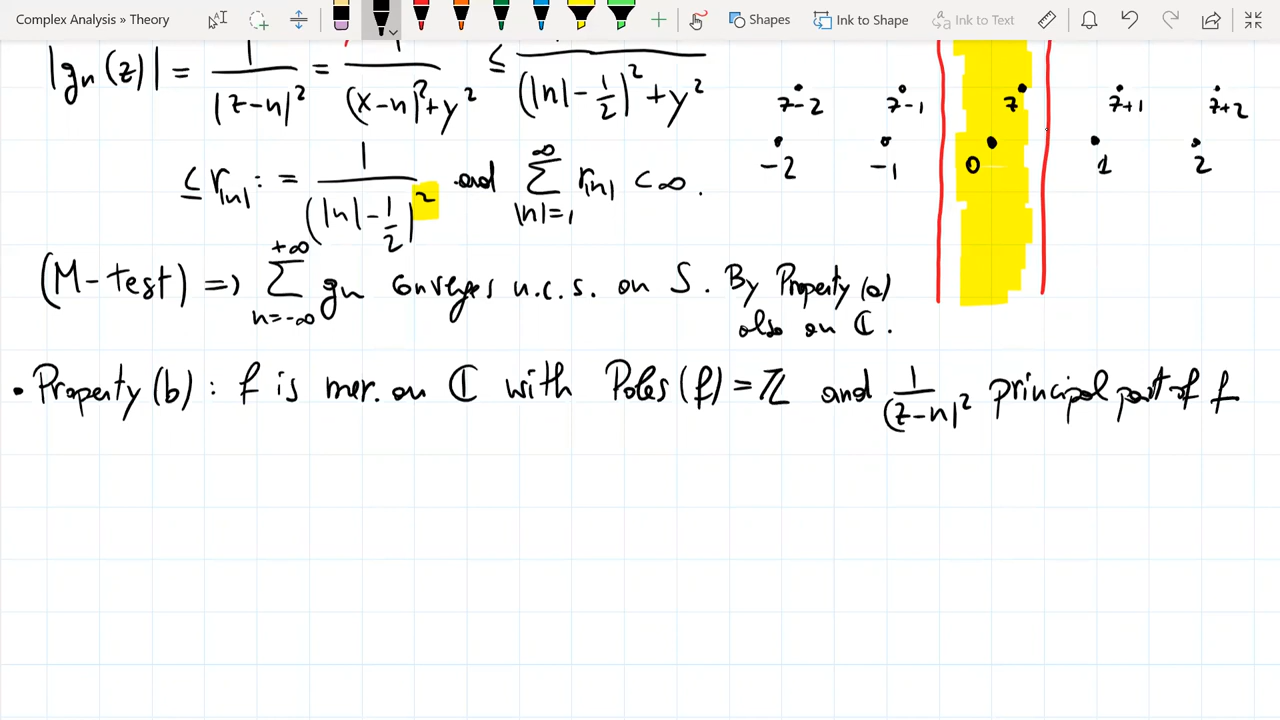 Complex Analysis » Theory
Shapes
Ink to Shape
Ink to Text
|gn(z)| = 1/|z-n|² = 1/((x-n)²+y²) ≤ 1/((|n|-1/2)²+y²)
≤ r|n| := 1/(|n|-1/2)² and ∑_{|n|=1}^{∞} r|n| < ∞.
(M-test) => ∑_{n=-∞}^{+∞} gn converges n.c.s. on S. By Property (a)
also on ℂ.
z-2 z-1 z z+1 z+2
-2 -1 0 1 2
• Property (b): f is mer. on ℂ with Poles(f) = ℤ and 1/(z-n)² principal part of f